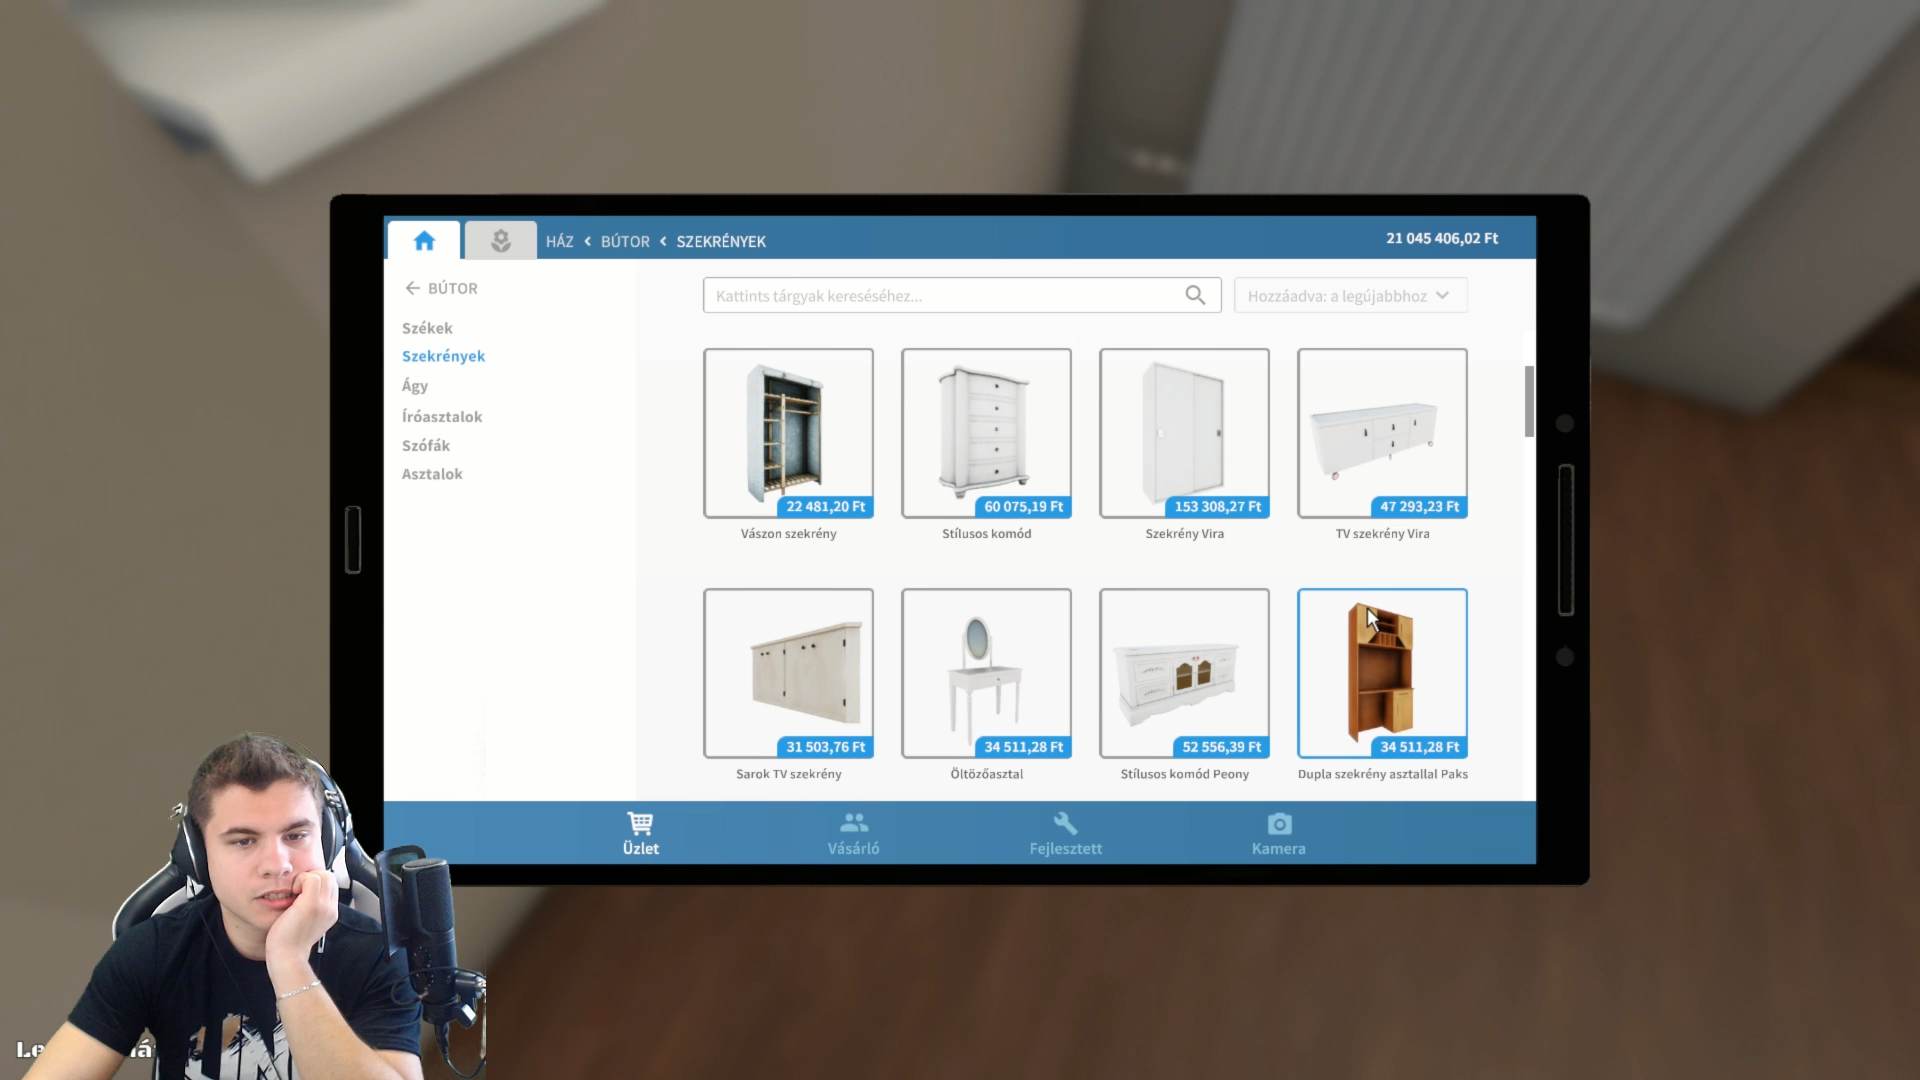 HÁZ < BÚTOR < SZEKRÉNYEK
21 045 406,02 Ft
BÚTOR
Székek
Szekrények
Ágy
Íróasztalok
Szófák
Asztalok
Kattints tárgyak kereséséhez...
Hozzáadva: a legújabbhoz
22 481,20 Ft
60 075,19 Ft
153 308,27 Ft
47 293,23 Ft
Vászon szekrény
Stílusos komód
Szekrény Vira
TV szekrény Vira
31 503,76 Ft
34 511,28 Ft
52 556,39 Ft
34 511,28 Ft
Sarok TV szekrény
Öltözőasztal
Stílusos komód Peony
Dupla szekrény asztallal Paks
Üzlet
Vásárló
Fejlesztett
Kamera